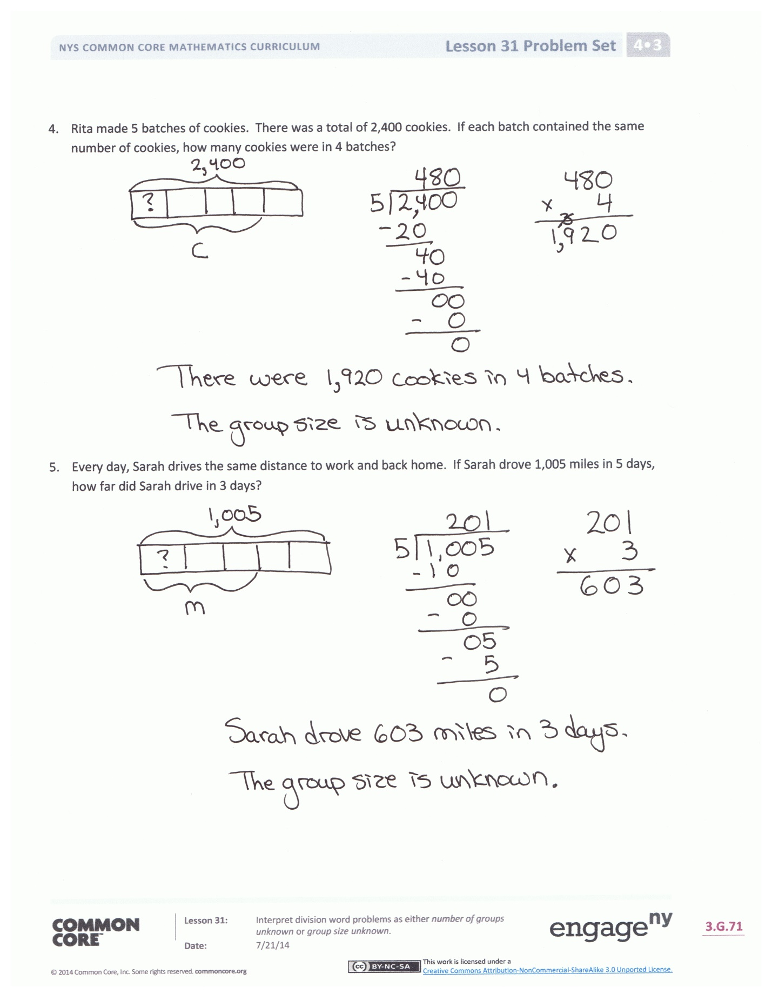 NYS COMMON CORE MATHEMATICS CURRICULUM
Lesson 31 Problem Set
4•3
4. Rita made 5 batches of cookies. There was a total of 2,400 cookies. If each batch contained the same
number of cookies, how many cookies were in 4 batches?
2,400
?
C
480
5 2,400
-20
40
-40
00
- 0
0
480
x 4
3
1,920
There were 1,920 cookies in 4 batches.
The group size is unknown.
5. Every day, Sarah drives the same distance to work and back home. If Sarah drove 1,005 miles in 5 days,
how far did Sarah drive in 3 days?
1,005
?
m
201
5 1,005
-10
00
- 0
05
- 5
0
201
x 3
603
Sarah drove 603 miles in 3 days.
The group size is unknown.
COMMON
CORE™
Lesson 31:
Interpret division word problems as either number of groups
unknown or group size unknown.
Date:
7/21/14
engageny
3.G.71
© 2014 Common Core, Inc. Some rights reserved. commoncore.org
cc BY-NC-SA
This work is licensed under a
Creative Commons Attribution-NonCommercial-ShareAlike 3.0 Unported License.